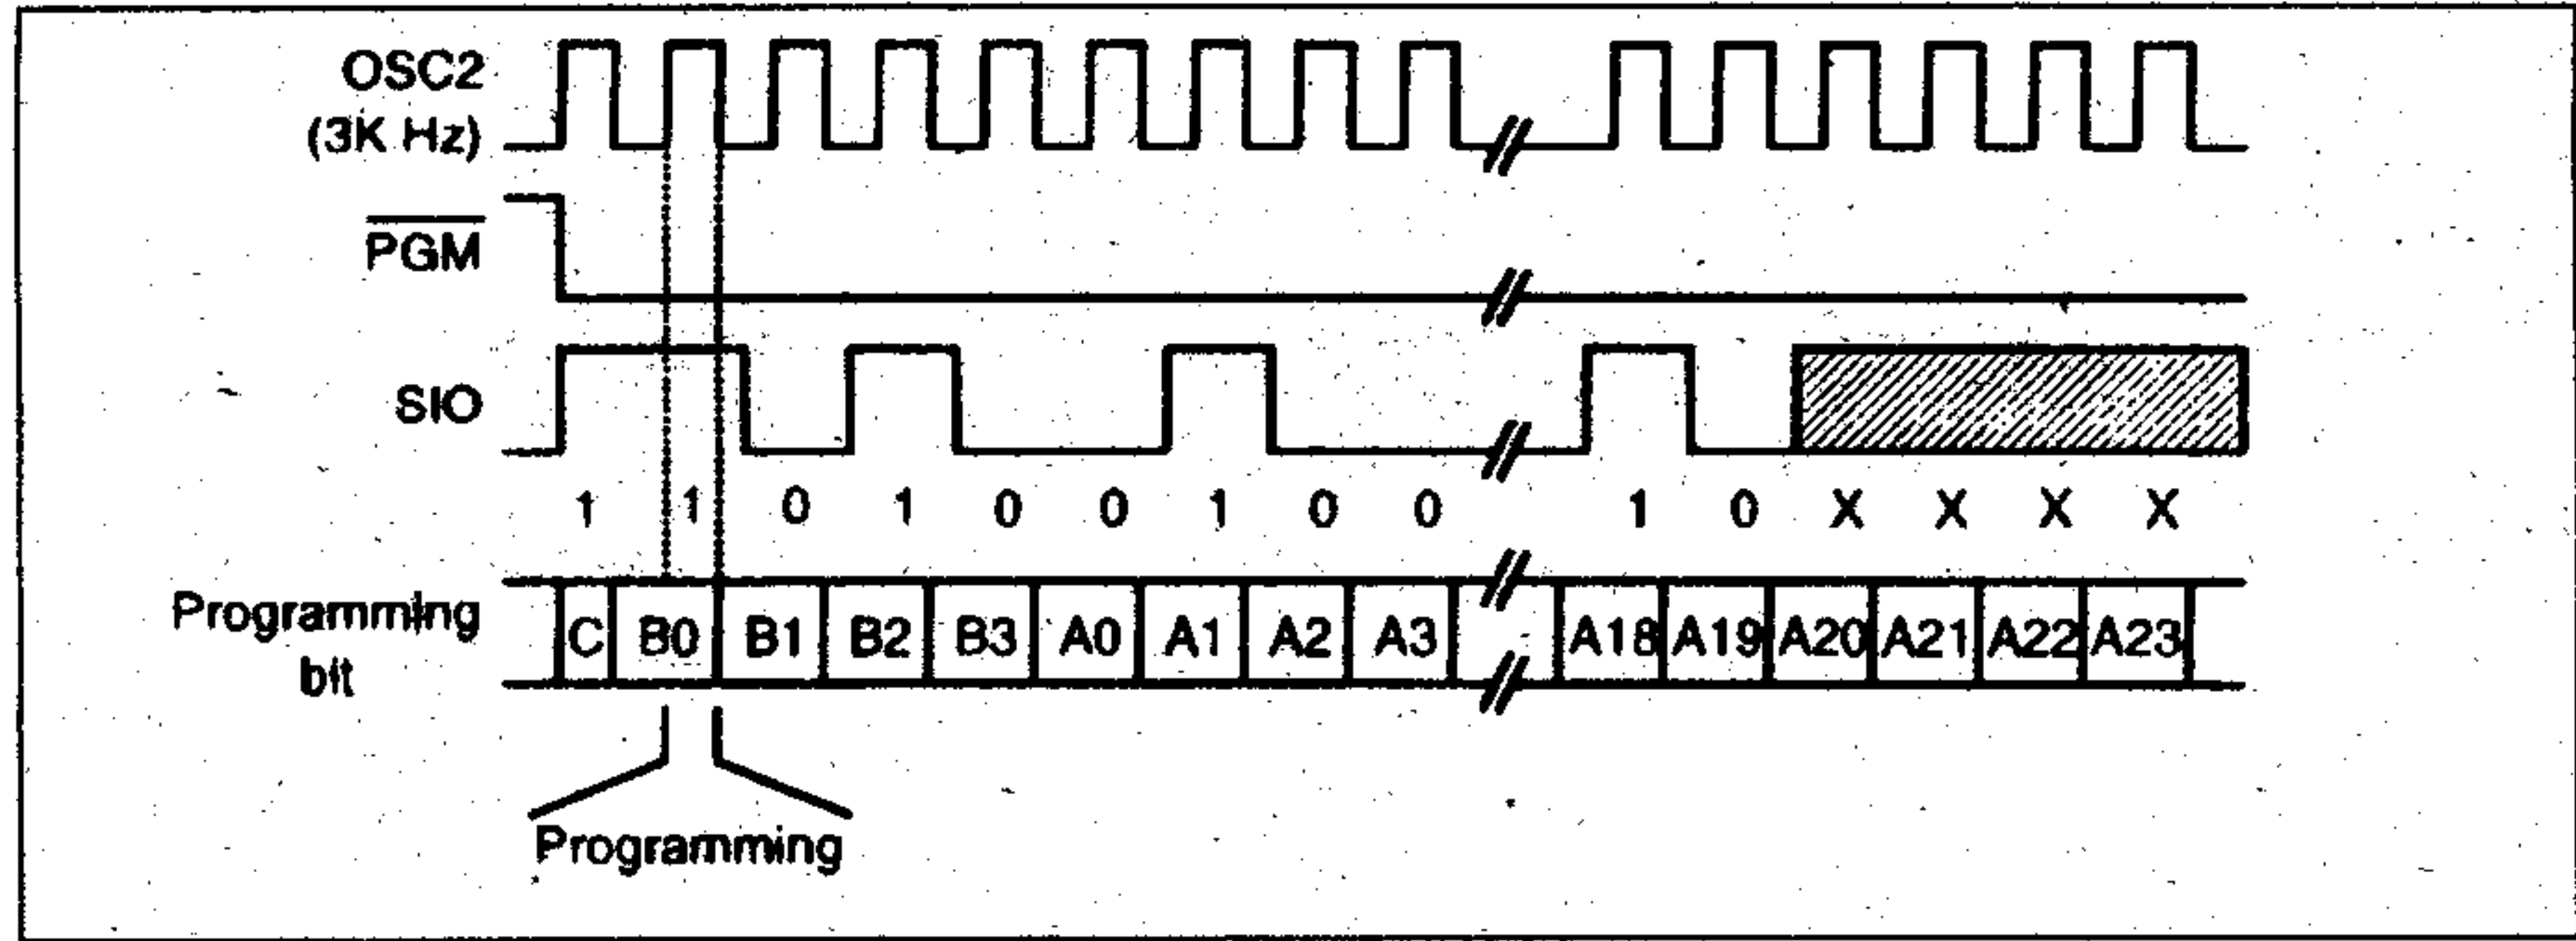 OSC2
(3K Hz)
PGM
SIO
1 1 0 1 0 0 1 0 0 1 0 X X X X
Programming
bit
C B0 B1 B2 B3 A0 A1 A2 A3 A18 A19 A20 A21 A22 A23
Programming